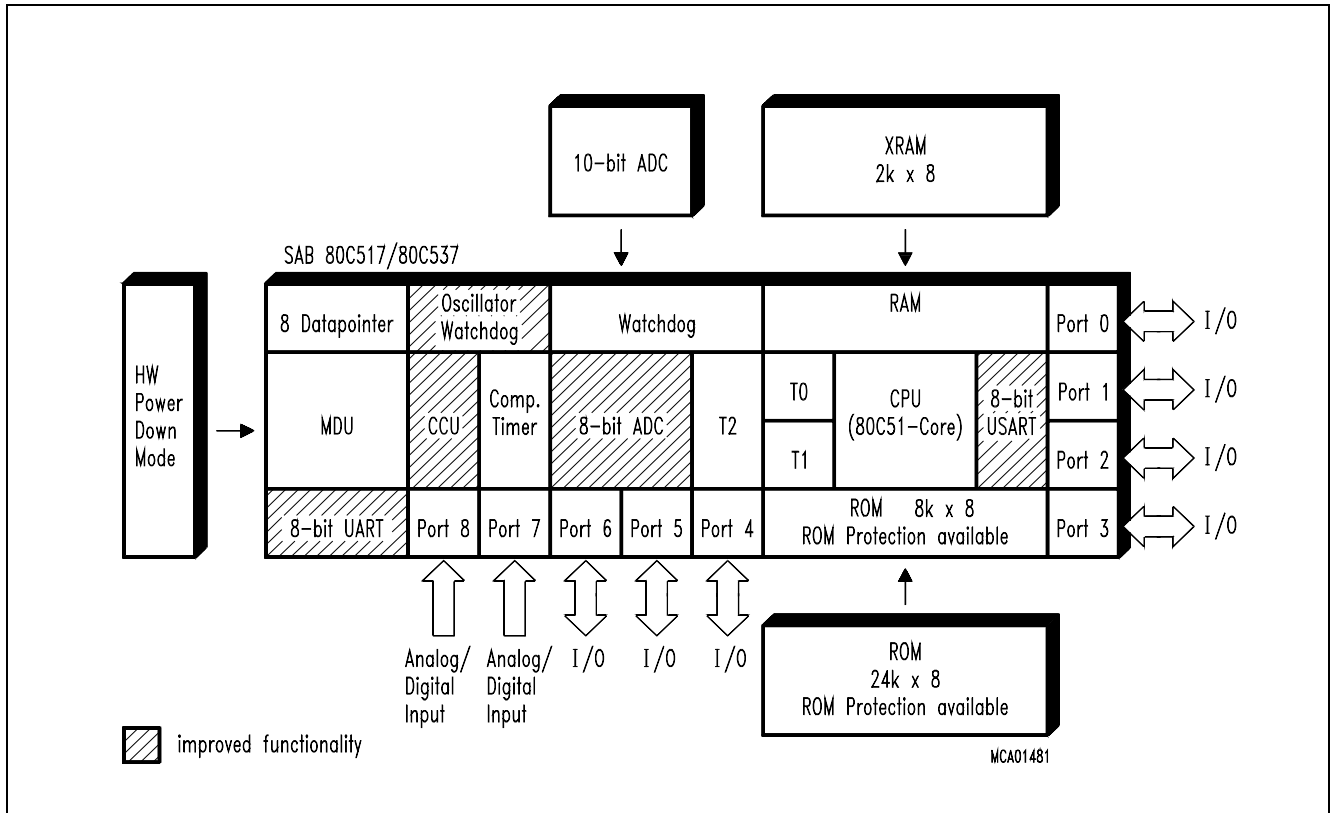 10-bit ADC
XRAM
2k x 8
SAB 80C517/80C537
HW
Power
Down
Mode
8 Datapointer
Oscillator
Watchdog
Watchdog
RAM
Port 0
I/O
MDU
CCU
Comp.
Timer
8-bit ADC
T2
T0
T1
CPU
(80C51-Core)
8-bit
USART
Port 1
I/O
Port 2
I/O
8-bit UART
Port 8
Port 7
Port 6
Port 5
Port 4
ROM 8k x 8
ROM Protection available
Port 3
I/O
Analog/
Digital
Input
Analog/
Digital
Input
I/O
I/O
I/O
ROM
24k x 8
ROM Protection available
improved functionality
MCA01481